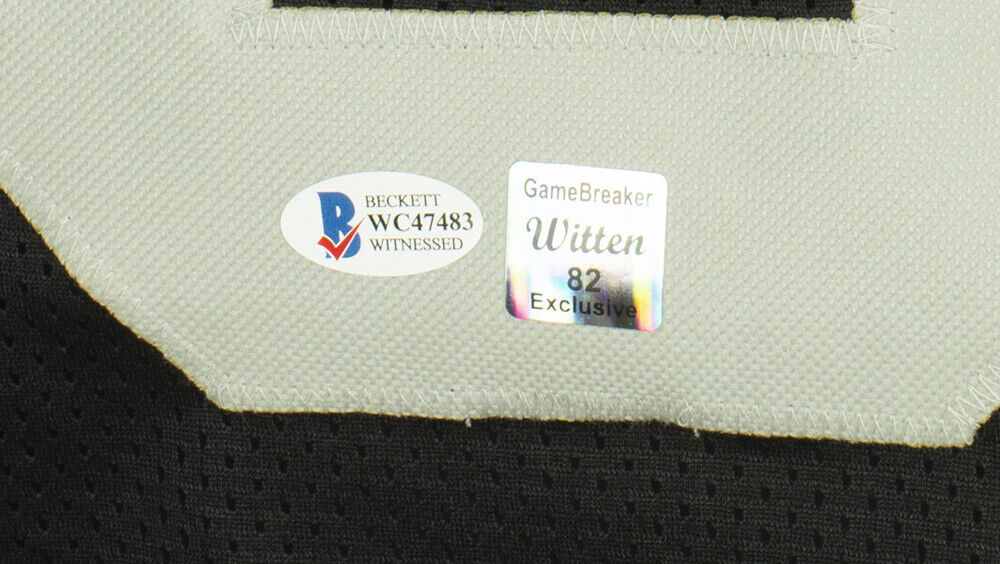 BECKETT
WC47483
WITNESSED
GameBreaker
Witten
82
Exclusive